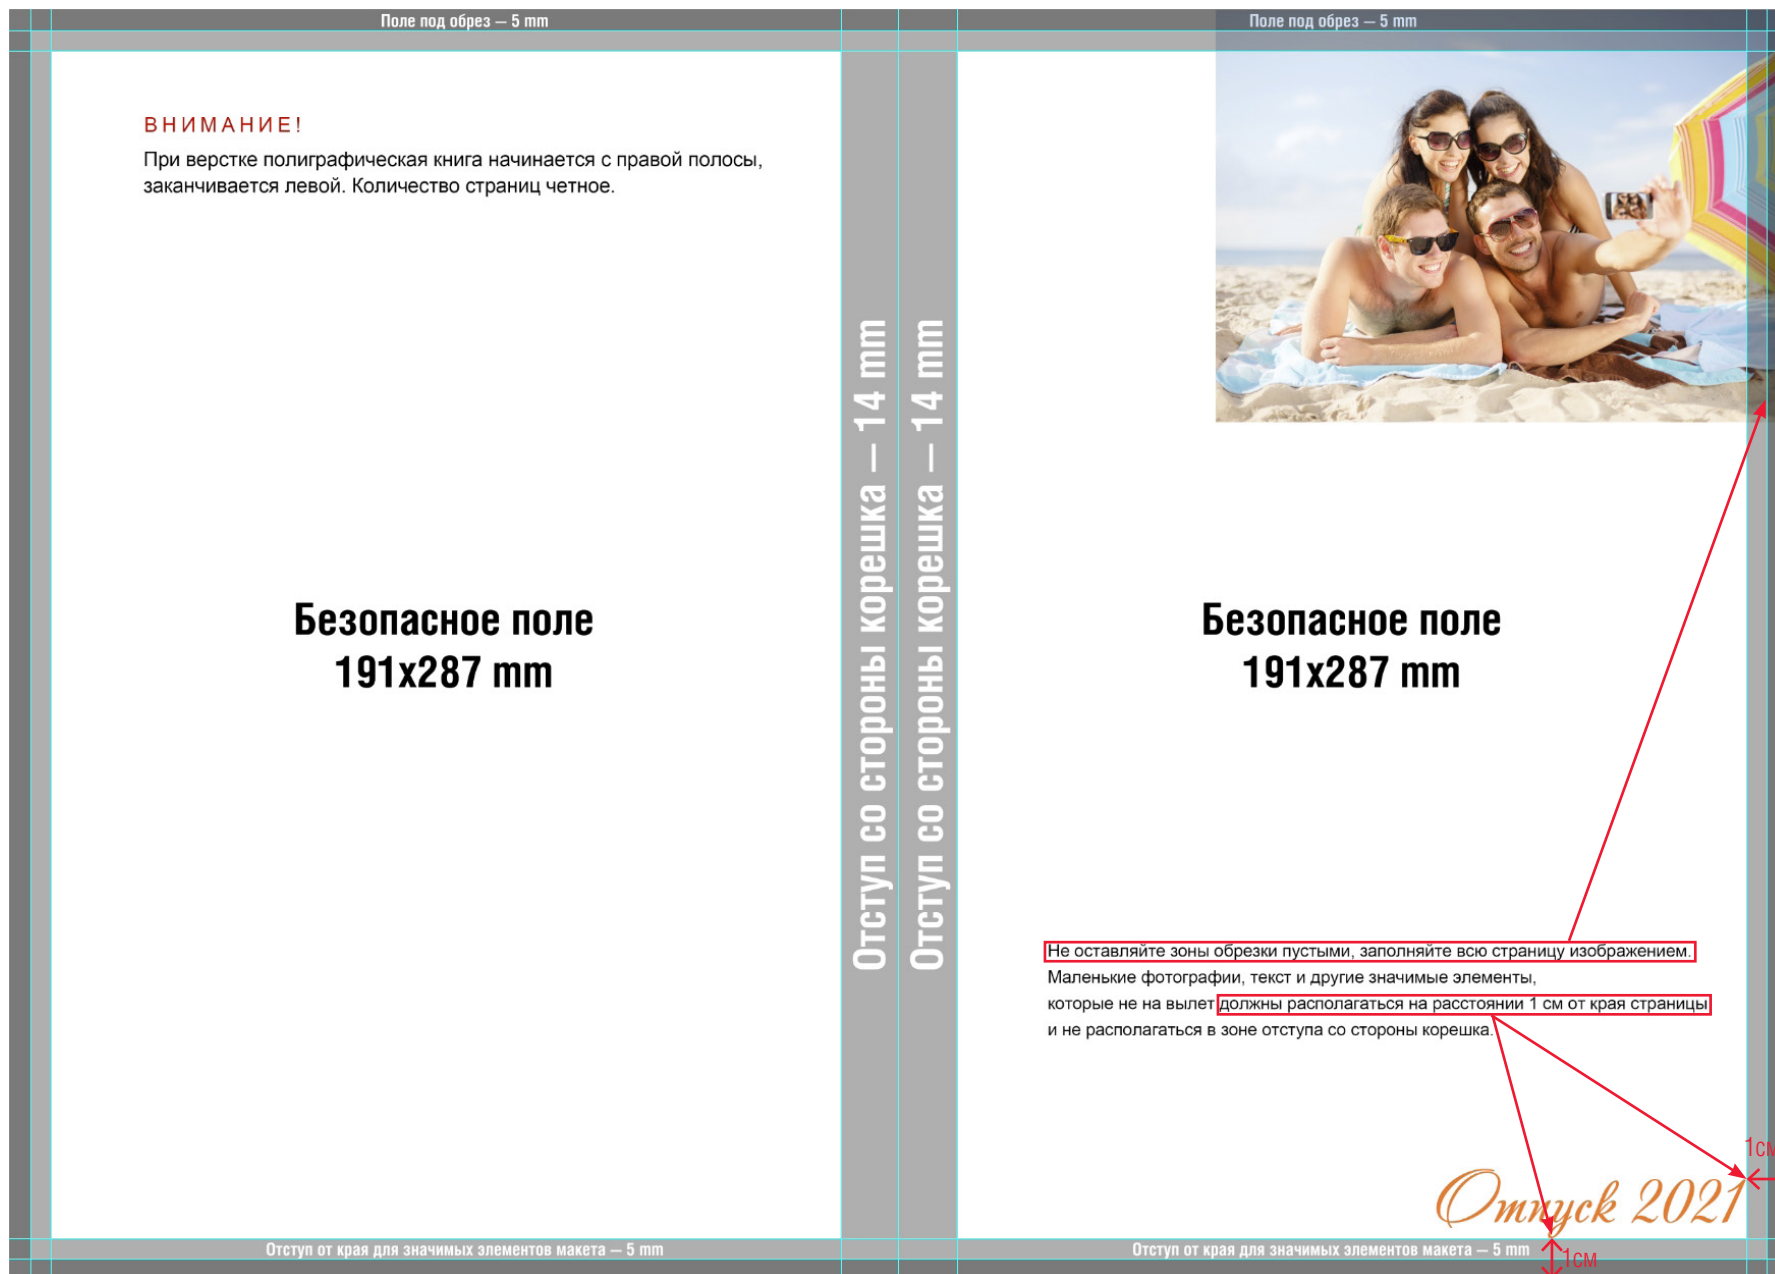 Поле под обрез — 5 mm
Поле под обрез — 5 mm
ВНИМАНИЕ!
При верстке полиграфическая книга начинается с правой полосы,
заканчивается левой. Количество страниц четное.
Безопасное поле
191x287 mm
Отступ со стороны корешка — 14 mm
Отступ со стороны корешка — 14 mm
Безопасное поле
191x287 mm
Не оставляйте зоны обрезки пустыми, заполняйте всю страницу изображением.
Маленькие фотографии, текст и другие значимые элементы,
которые не на вылет должны располагаться на расстоянии 1 см от края страницы
и не располагаться в зоне отступа со стороны корешка.
1см
Отпуск 2021
Отступ от края для значимых элементов макета — 5 mm
Отступ от края для значимых элементов макета — 5 mm
1см